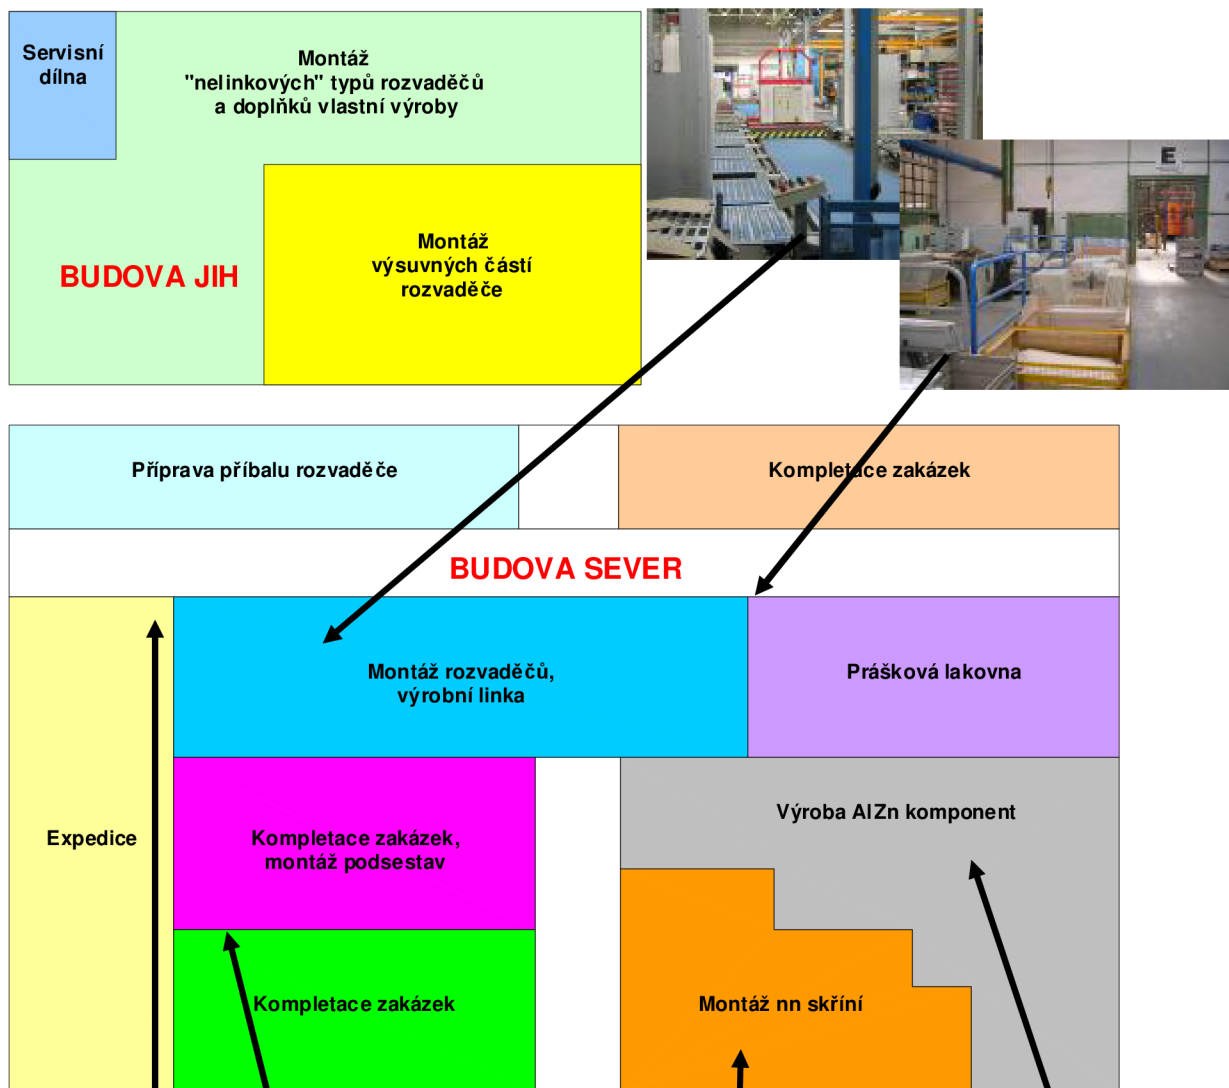 Servisní
dílna
Montáž
"nelinkových" typů rozvaděčů
a doplňků vlastní výroby
Montáž
výsuvných částí
rozvaděče
BUDOVA JIH
E
Příprava příbalu rozvaděče
Kompletace zakázek
BUDOVA SEVER
Montáž rozvaděčů,
výrobní linka
Prášková lakovna
Expedice
Kompletace zakázek,
montáž podsestav
Výroba AlZn komponent
Kompletace zakázek
Montáž nn skříní